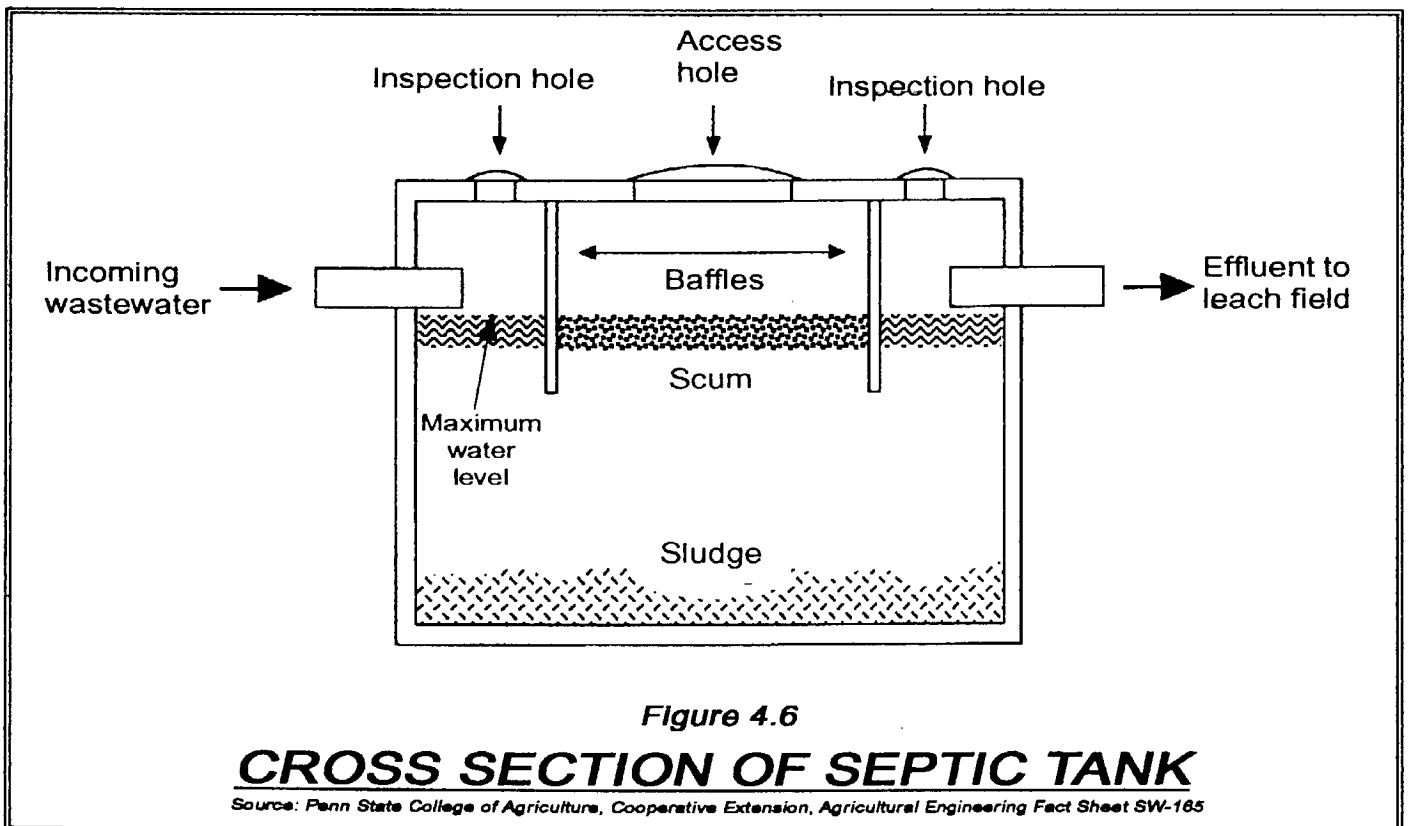 Access
hole
Inspection hole
Inspection hole
Incoming
wastewater
Baffles
Effluent to
leach field
Scum
Maximum
water
level
Sludge
Figure 4.6
CROSS SECTION OF SEPTIC TANK
Source: Penn State College of Agriculture, Cooperative Extension, Agricultural Engineering Fact Sheet SW-165